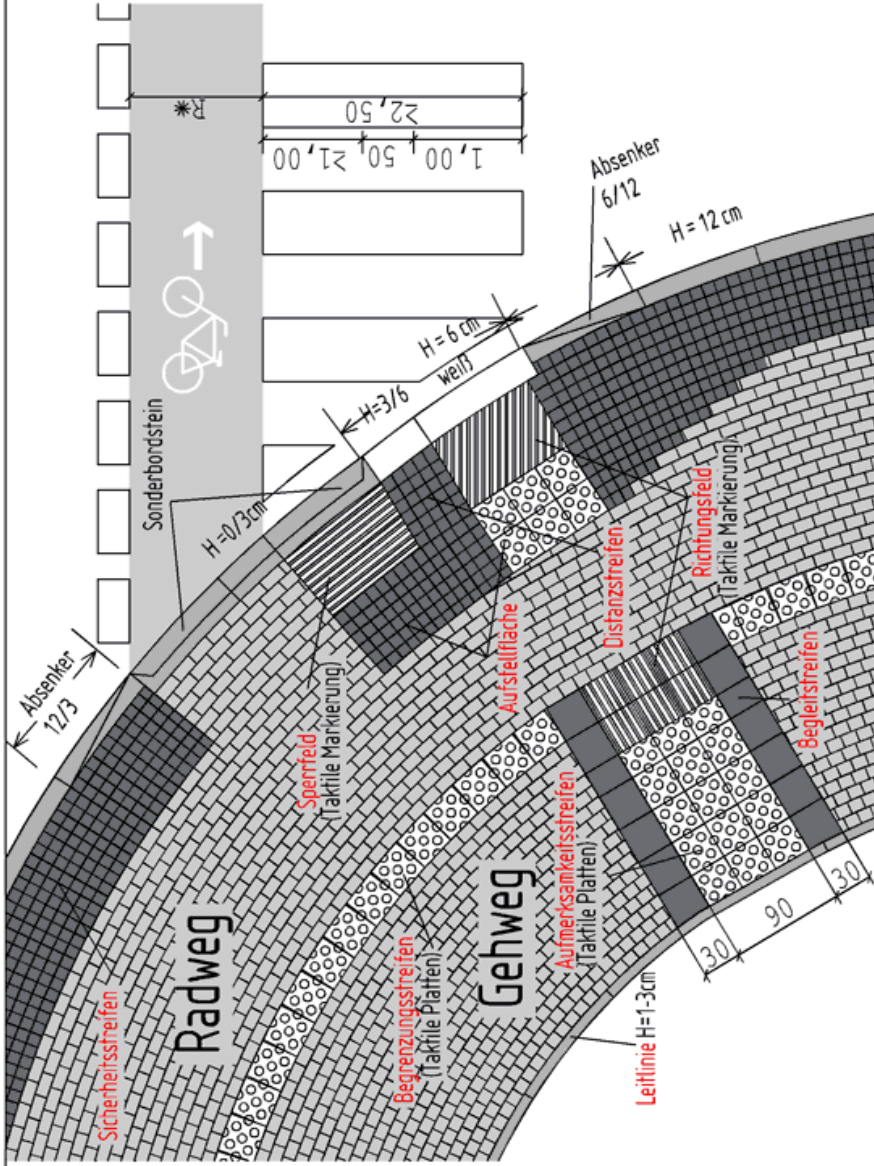 R*
≥2,50
≥1,00
50
1,00
Absenker
6/12
H = 12 cm
H = 6 cm
weiß
H=3/6
Sonderbordstein
H =0/3cm
Absenker
12/3
Sperrfeld
(Taktile Markierung)
Aufstellfläche
Distanzstreifen
Richtungsfeld
(Taktile Markierung)
Begleitstreifen
Aufmerksamkeitsstreifen
(Taktile Platten)
Begrenzungsstreifen
(Taktile Platten)
Radweg
Gehweg
Sicherheitsstreifen
Leitlinie H=1-3cm
30
90
30